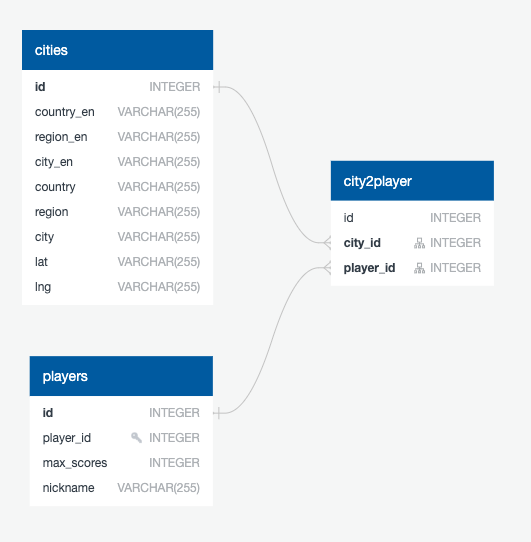 cities
id INTEGER
country_en VARCHAR(255)
region_en VARCHAR(255)
city_en VARCHAR(255)
country VARCHAR(255)
region VARCHAR(255)
city VARCHAR(255)
lat VARCHAR(255)
lng VARCHAR(255)
city2player
id INTEGER
city_id INTEGER
player_id INTEGER
players
id INTEGER
player_id INTEGER
max_scores INTEGER
nickname VARCHAR(255)